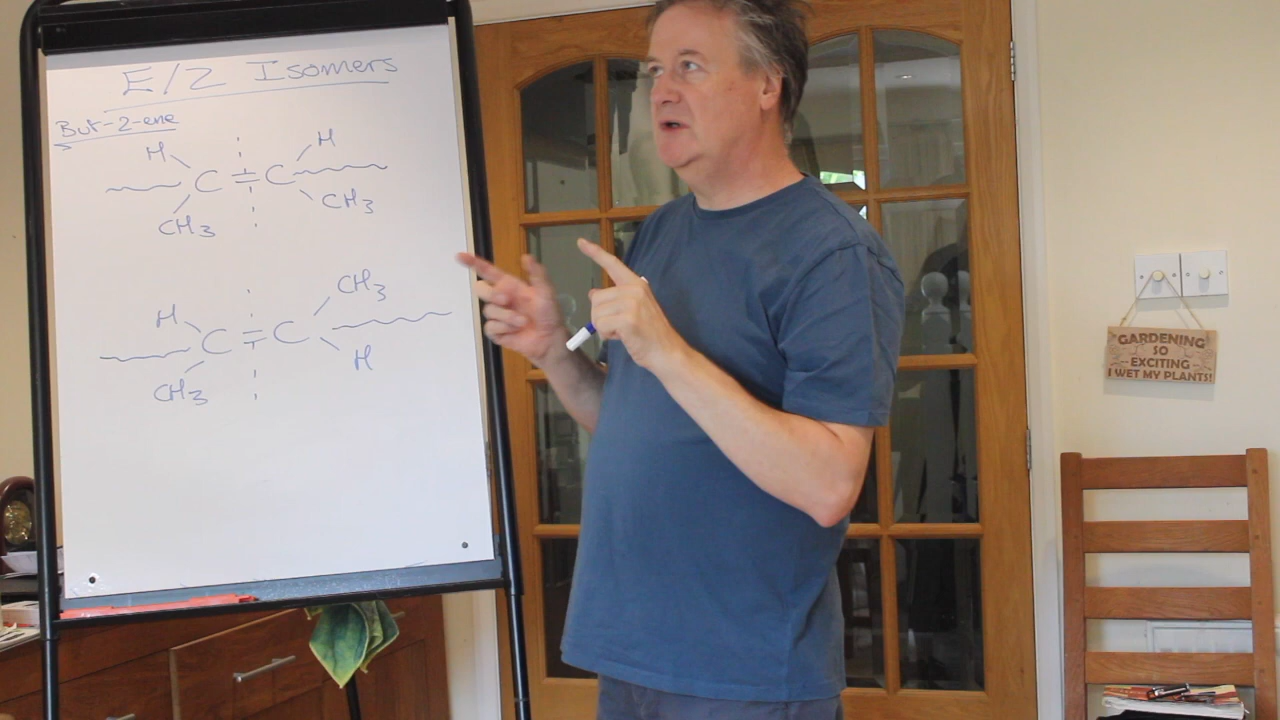 E/Z Isomers
But-2-ene
H H
C = C
CH3 CH3
CH3
H
C = C
H
CH3
GARDENING
SO
EXCITING
I WET MY PLANTS!